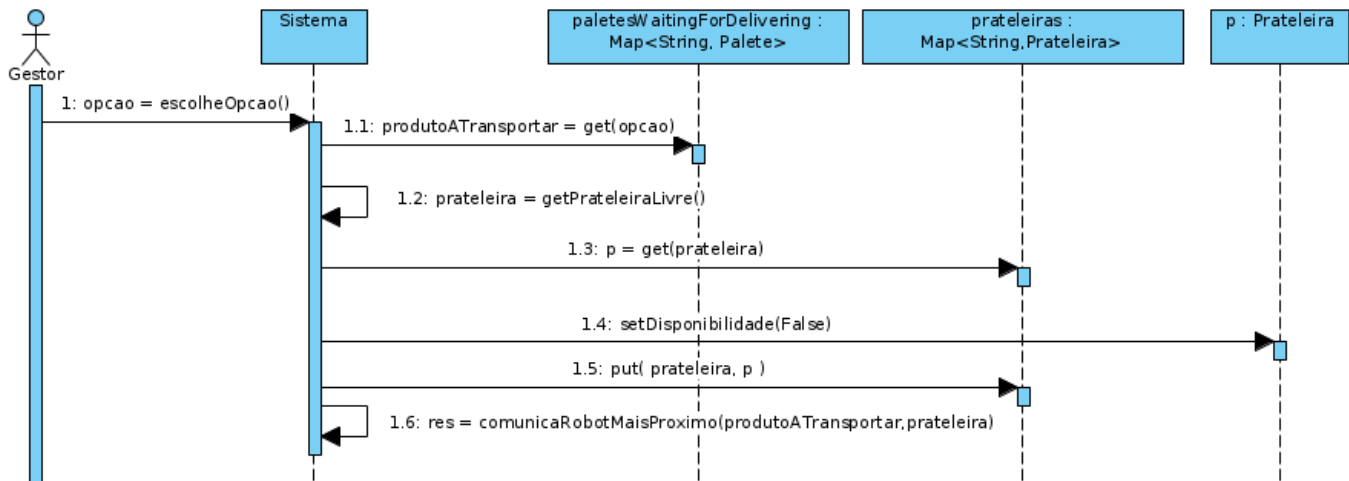 Sistema
paletesWaitingForDelivering :
Map<String, Palete>
prateleiras :
Map<String,Prateleira>
p : Prateleira
Gestor
1: opcao = escolheOpcao()
1.1: produtoATransportar = get(opcao)
1.2: prateleira = getPrateleiraLivre()
1.3: p = get(prateleira)
1.4: setDisponibilidade(False)
1.5: put( prateleira, p )
1.6: res = comunicaRobotMaisProximo(produtoATransportar,prateleira)